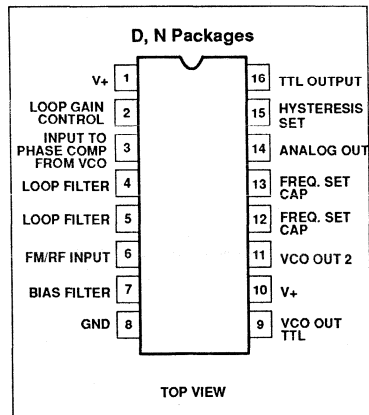 D, N Packages
V+ 1
LOOP GAIN
CONTROL 2
INPUT TO
PHASE COMP
FROM VCO 3
LOOP FILTER 4
LOOP FILTER 5
FM/RF INPUT 6
BIAS FILTER 7
GND 8
16 TTL OUTPUT
15 HYSTERESIS
SET
14 ANALOG OUT
13 FREQ. SET
CAP
12 FREQ. SET
CAP
11 VCO OUT 2
10 V+
9 VCO OUT
TTL
TOP VIEW